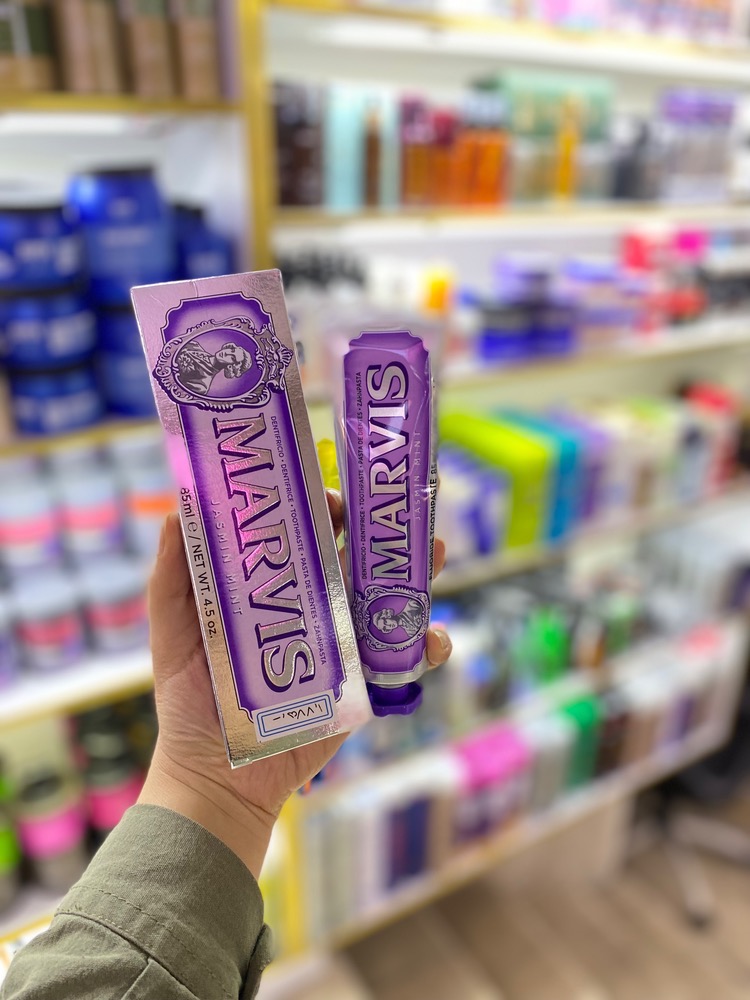 DENTIFRICIO • DENTIFRICE • TOOTHPASTE • PASTA DE DIENTES • ZAHNPASTA
MARVIS
JASMIN MINT
85ml ℮ / NET WT. 4.5 oz.
DENTIFRICIO • DENTIFRICE • TOOTHPASTE • PASTA DE DIENTES • ZAHNPASTA
MARVIS
JASMIN MINT
TOOTHPASTE